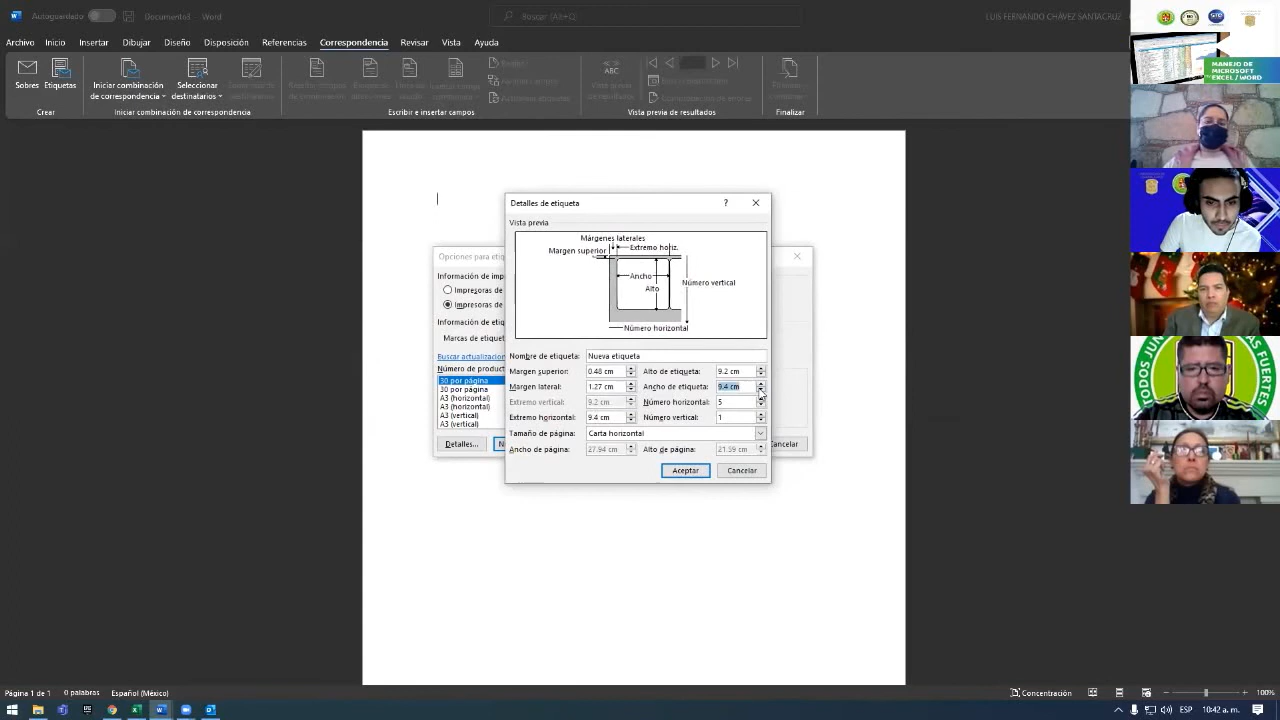 Autoguardado
Documento3 - Word
Buscar (Alt+Q)
LUIS FERNANDO CHÁVEZ SANTACRUZ
Archivo Inicio Insertar Dibujar Diseño Disposición Referencias Correspondencia Revisar Vista Ayuda
Sobres Etiquetas Iniciar combinación de correspondencia Seleccionar destinatarios
ABC
Crear Iniciar combinación de correspondencia Escribir e insertar campos Vista previa de resultados Finalizar
MANEJO DE
MICROSOFT
EXCEL / WORD
Opciones para etiq
Información de imp
Impresoras de
Impresoras de
Información de etiq
Marcas de etiquet
Buscar actualizacion
Número de product
30 por página
30 por página
A3 (horizontal)
A3 (horizontal)
A3 (vertical)
A3 (vertical)
Detalles...
N
Cancelar
Detalles de etiqueta
?
Vista previa
Márgenes laterales
Margen superior
Extremo horiz.
Ancho
Alto
Número vertical
Número horizontal
Nombre de etiqueta: Nueva etiqueta
Margen superior: 0.48 cm Alto de etiqueta: 9.2 cm
Margen lateral: 1.27 cm Ancho de etiqueta: 9.4 cm
Extremo vertical: 9.2 cm Número horizontal: 5
Extremo horizontal: 9.4 cm Número vertical: 1
Tamaño de página: Carta horizontal
Ancho de página: 27.94 cm Alto de página: 21.59 cm
Aceptar Cancelar
TODOS JUN
FUERTES
Página 1 de 1 0 palabras Español (México)
Concentración
100%
ESP
10:42 a. m.